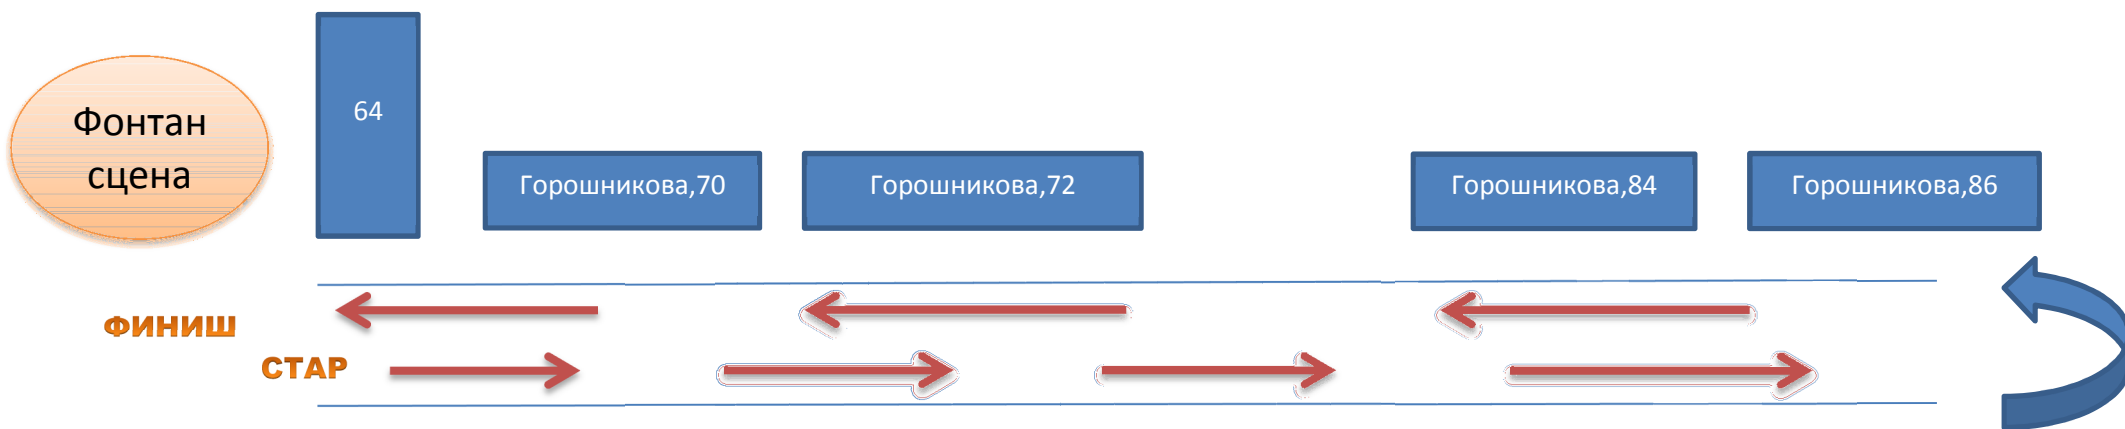 Фонтан
сцена
64
Горошникова,70
Горошникова,72
Горошникова,84
Горошникова,86
ФИНИШ
СТАР